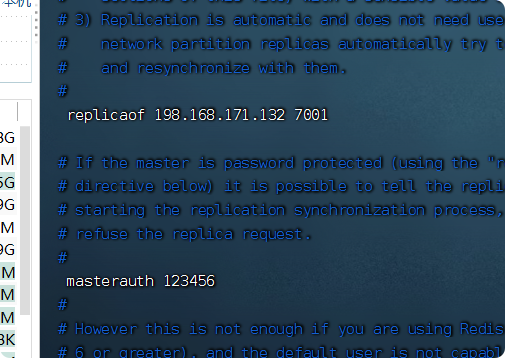 本机
# 3) Replication is automatic and does not need use
#    network partition replicas automatically try t
#    and resynchronize with them.
#
replicaof 198.168.171.132 7001
# If the master is password protected (using the "r
# directive below) it is possible to tell the repli
# starting the replication synchronization process,
# refuse the replica request.
#
masterauth 123456
#
# However this is not enough if you are using Redis
# 6 or greater), and the default user is not capabl
3G
M
5G
9G
M
9G
M
M
M
3K